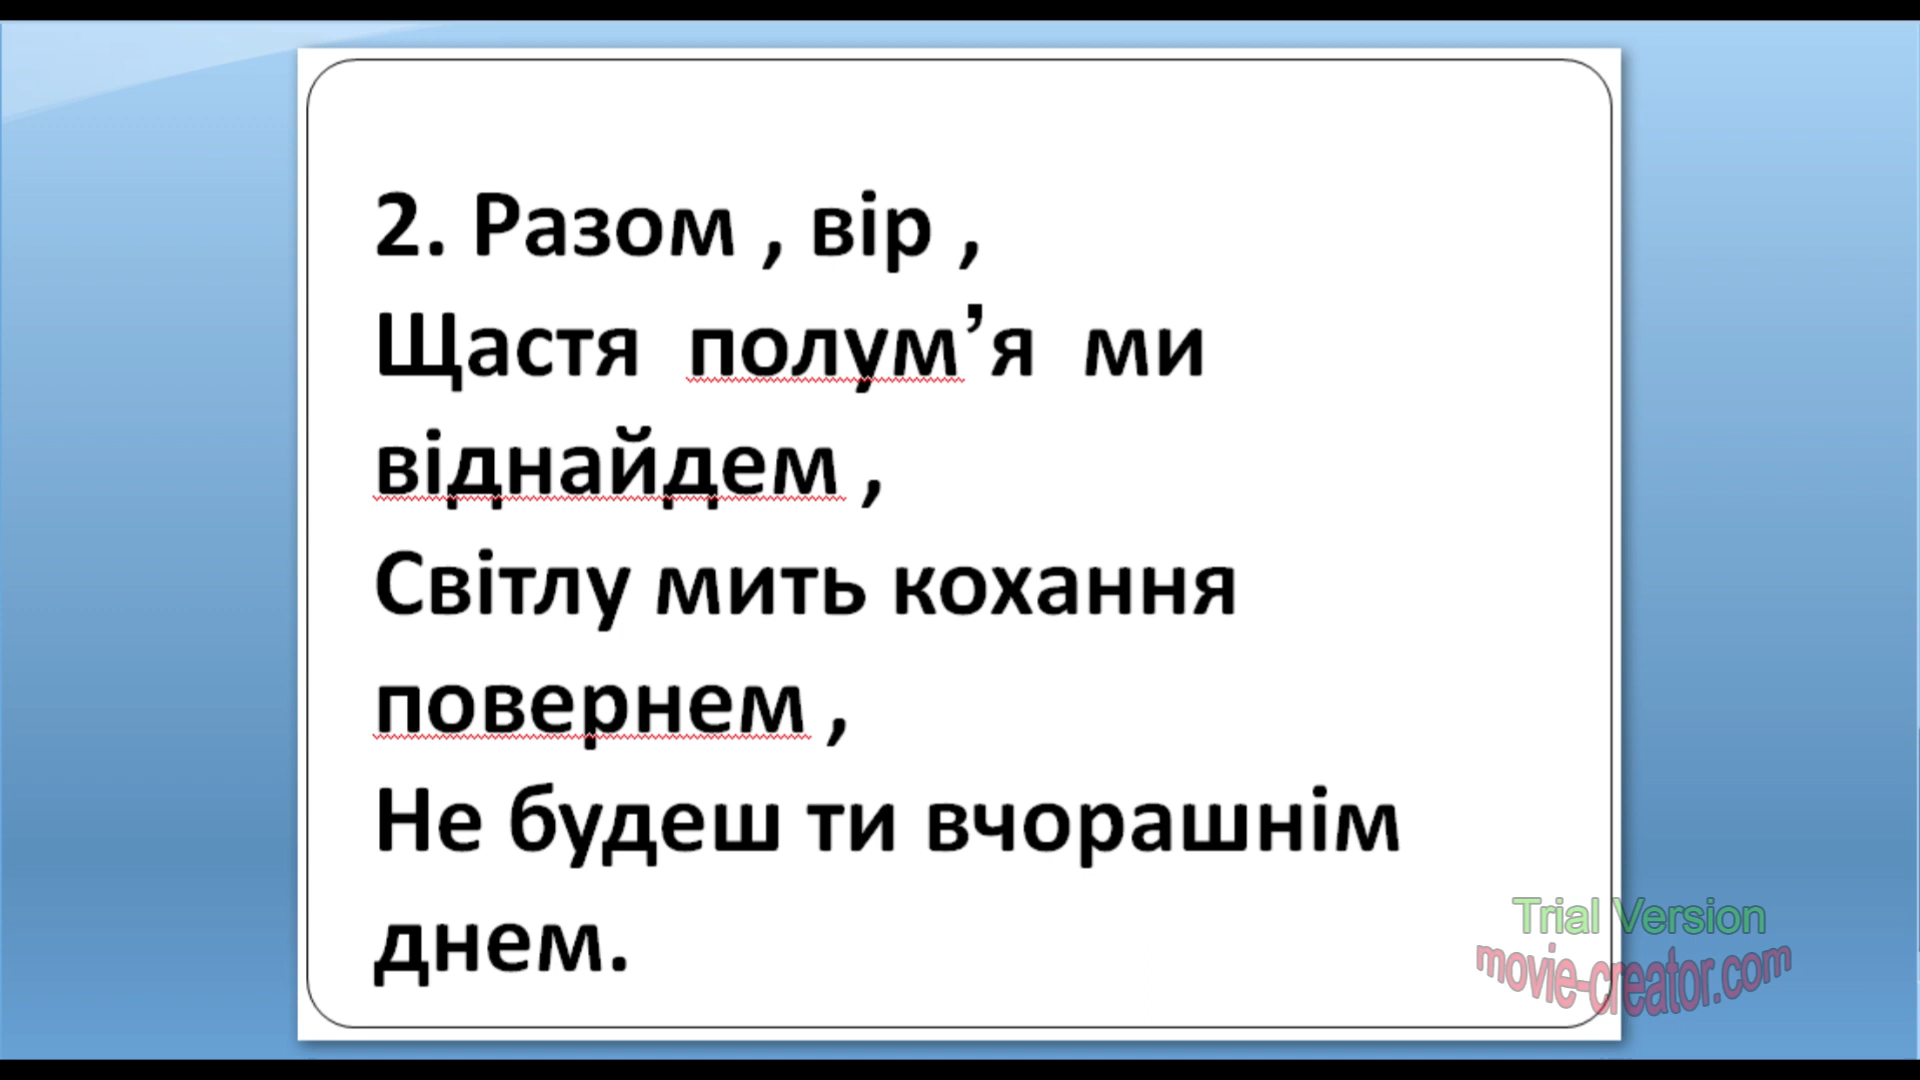 2. Разом , вір ,
Щастя полум’я ми
віднайдем ,
Світлу мить кохання
повернем ,
Не будеш ти вчорашнім
днем.
Trial Version
movie-creator.com